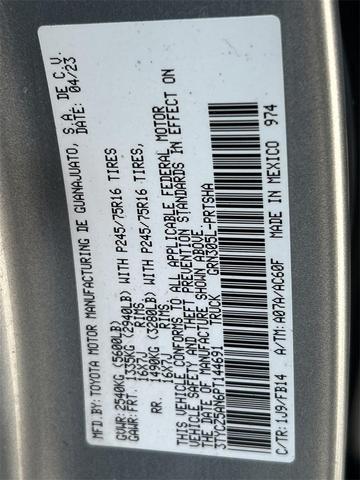 MFD.BY: TOYOTA MOTOR MANUFACTURING DE GUANAJUATO, S.A. DE C.V.
DATE: 04/23
GVWR: 2540KG (5600LB)
GAWR: FRT. 1335KG (2940LB) WITH P245/75R16 TIRES
16X7J RIMS
RR. 1490KG (3280LB) WITH P245/75R16 TIRES,
16X7J RIMS
THIS VEHICLE CONFORMS TO ALL APPLICABLE FEDERAL MOTOR
VEHICLE SAFETY AND THEFT PREVENTION STANDARDS IN EFFECT ON
THE DATE OF MANUFACTURE SHOWN ABOVE.
3TYCZ5AN6PT144691 TRUCK GRN305L-PRTSHA
C/TR: 1J9/FB14 A/TM: A07A/AC60F
MADE IN MEXICO 974